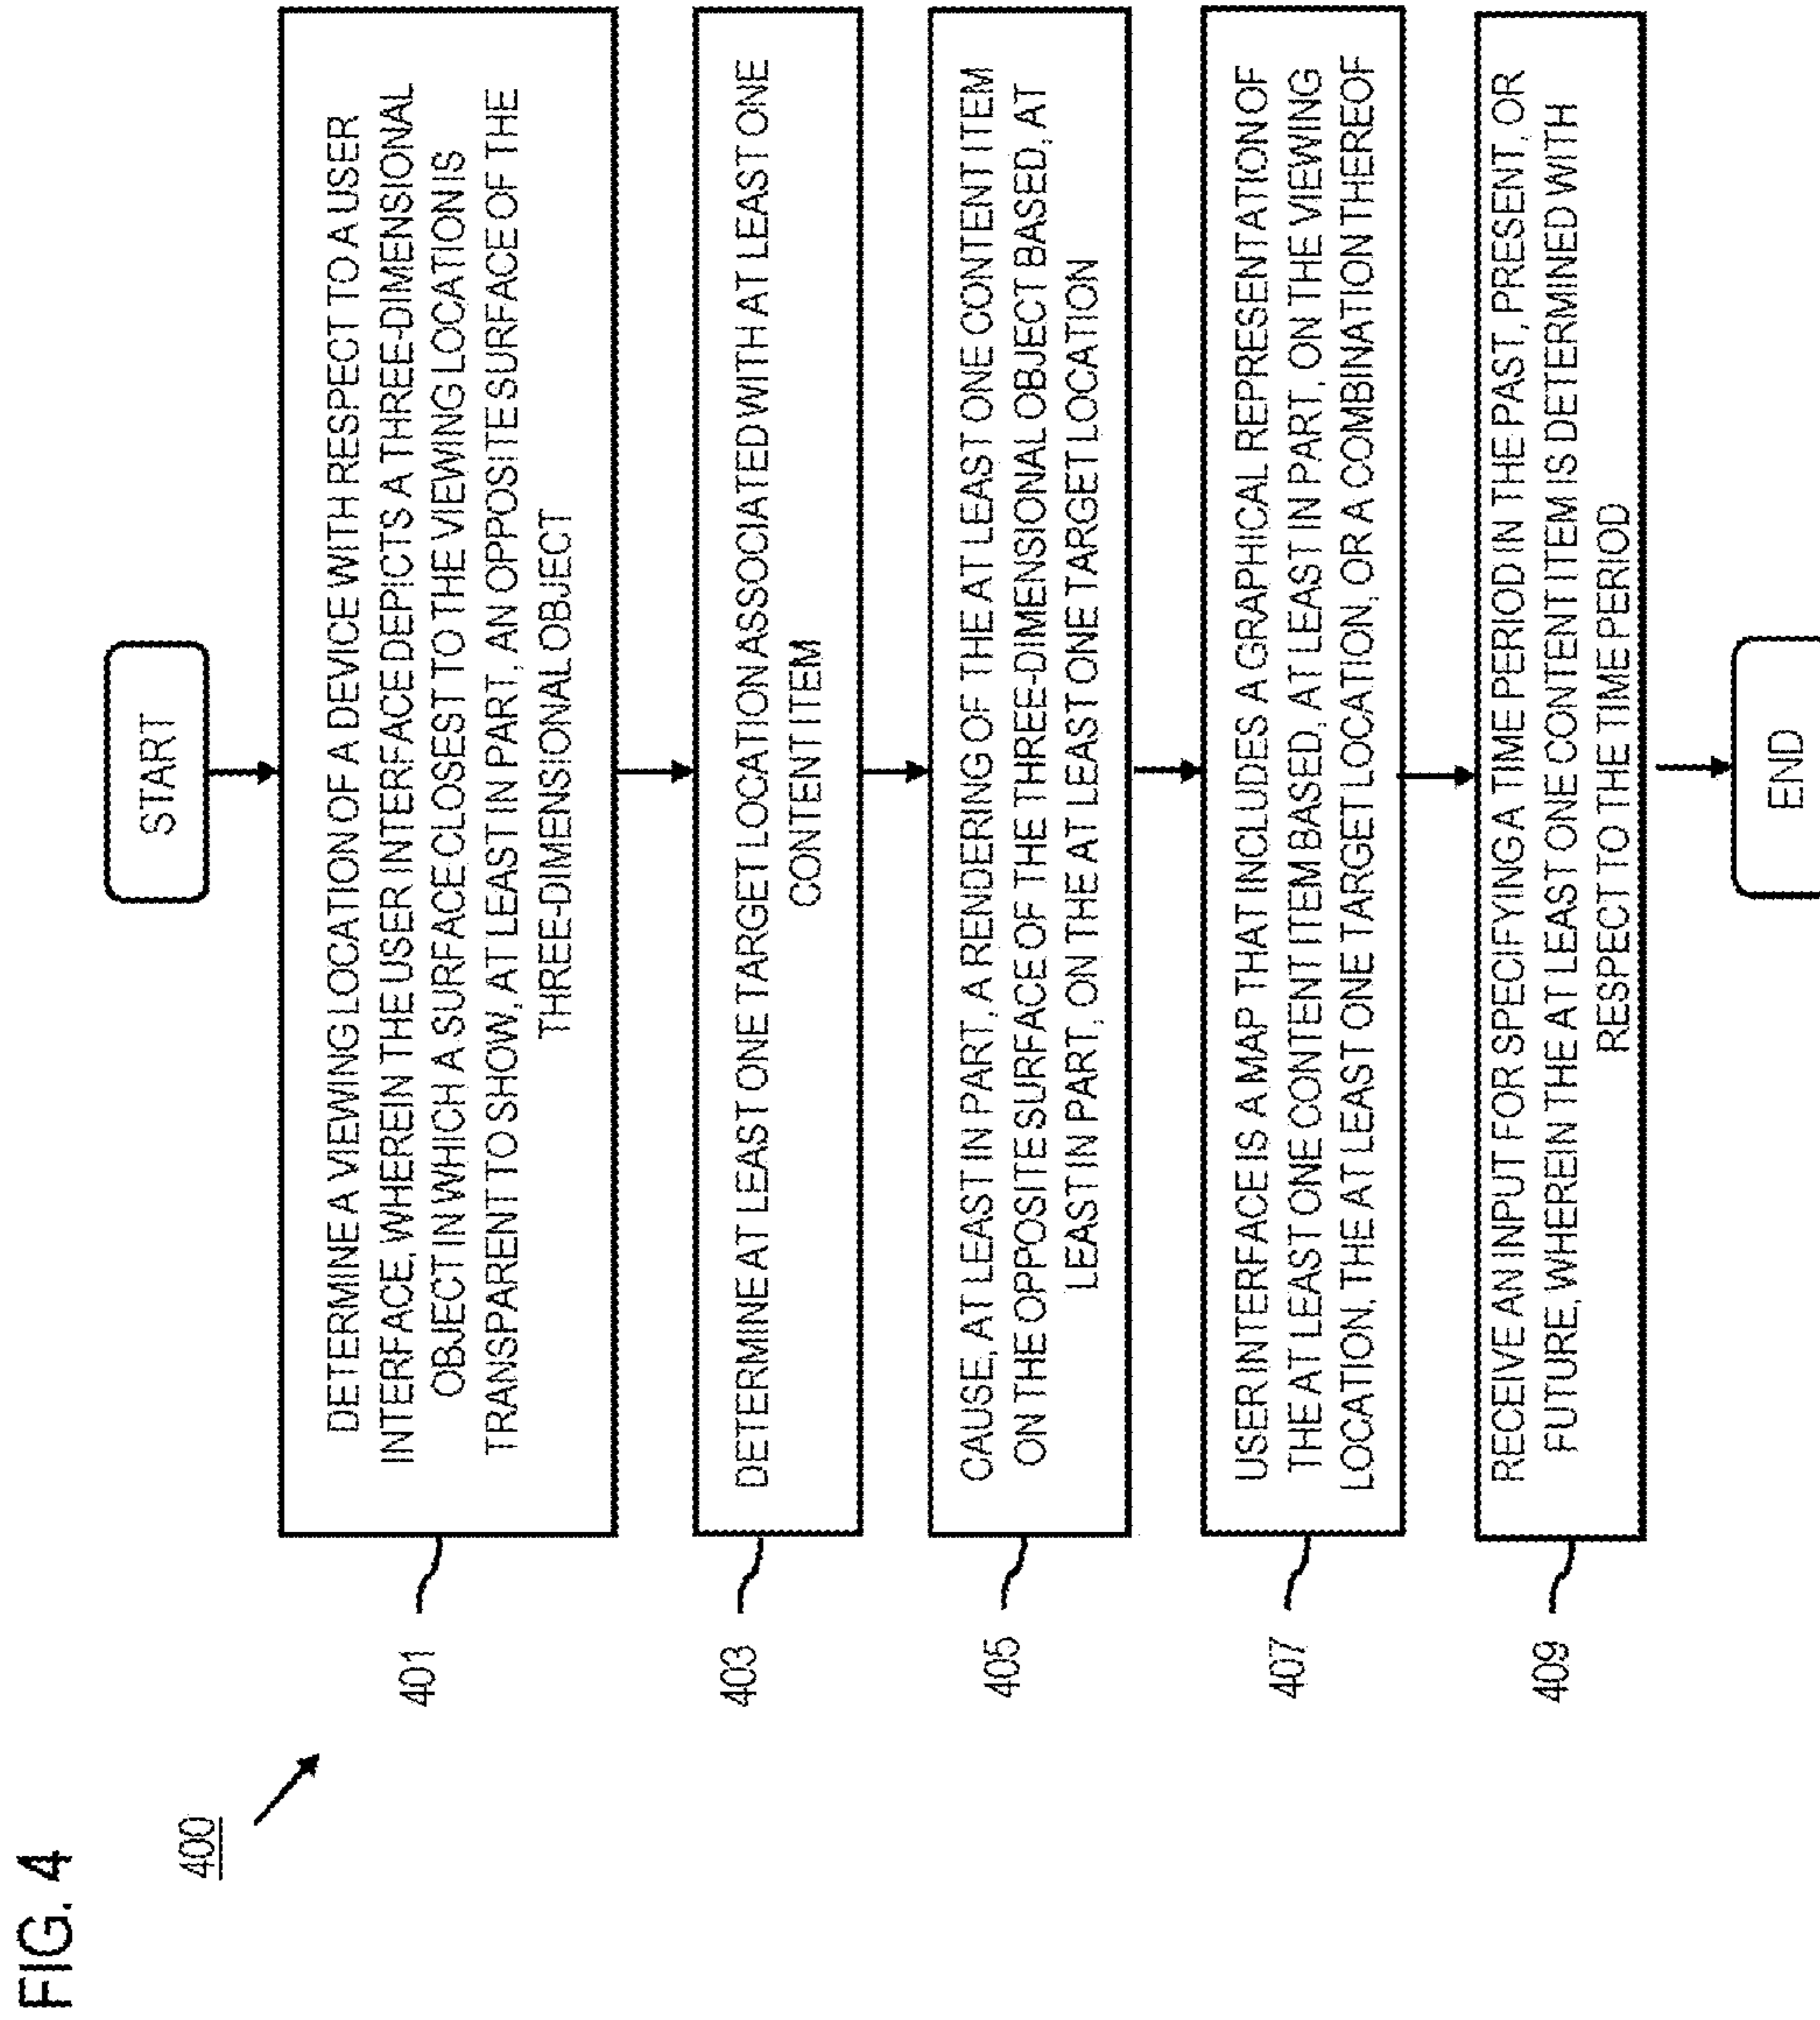 FIG. 4
400
START
401
DETERMINE A VIEWING LOCATION OF A DEVICE WITH RESPECT TO A USER
INTERFACE, WHEREIN THE USER INTERFACE DEPICTS A THREE-DIMENSIONAL
OBJECT IN WHICH A SURFACE CLOSEST TO THE VIEWING LOCATION IS
TRANSPARENT TO SHOW, AT LEAST IN PART, AN OPPOSITE SURFACE OF THE
THREE-DIMENSIONAL OBJECT
403
DETERMINE AT LEAST ONE TARGET LOCATION ASSOCIATED WITH AT LEAST ONE
CONTENT ITEM
405
CAUSE, AT LEAST IN PART, A RENDERING OF THE AT LEAST ONE CONTENT ITEM
ON THE OPPOSITE SURFACE OF THE THREE-DIMENSIONAL OBJECT BASED, AT
LEAST IN PART, ON THE AT LEAST ONE TARGET LOCATION
407
USER INTERFACE IS A MAP THAT INCLUDES A GRAPHICAL REPRESENTATION OF
THE AT LEAST ONE CONTENT ITEM BASED, AT LEAST IN PART, ON THE VIEWING
LOCATION, THE AT LEAST ONE TARGET LOCATION, OR A COMBINATION THEREOF
409
RECEIVE AN INPUT FOR SPECIFYING A TIME PERIOD IN THE PAST, PRESENT, OR
FUTURE, WHEREIN THE AT LEAST ONE CONTENT ITEM IS DETERMINED WITH
RESPECT TO THE TIME PERIOD
END